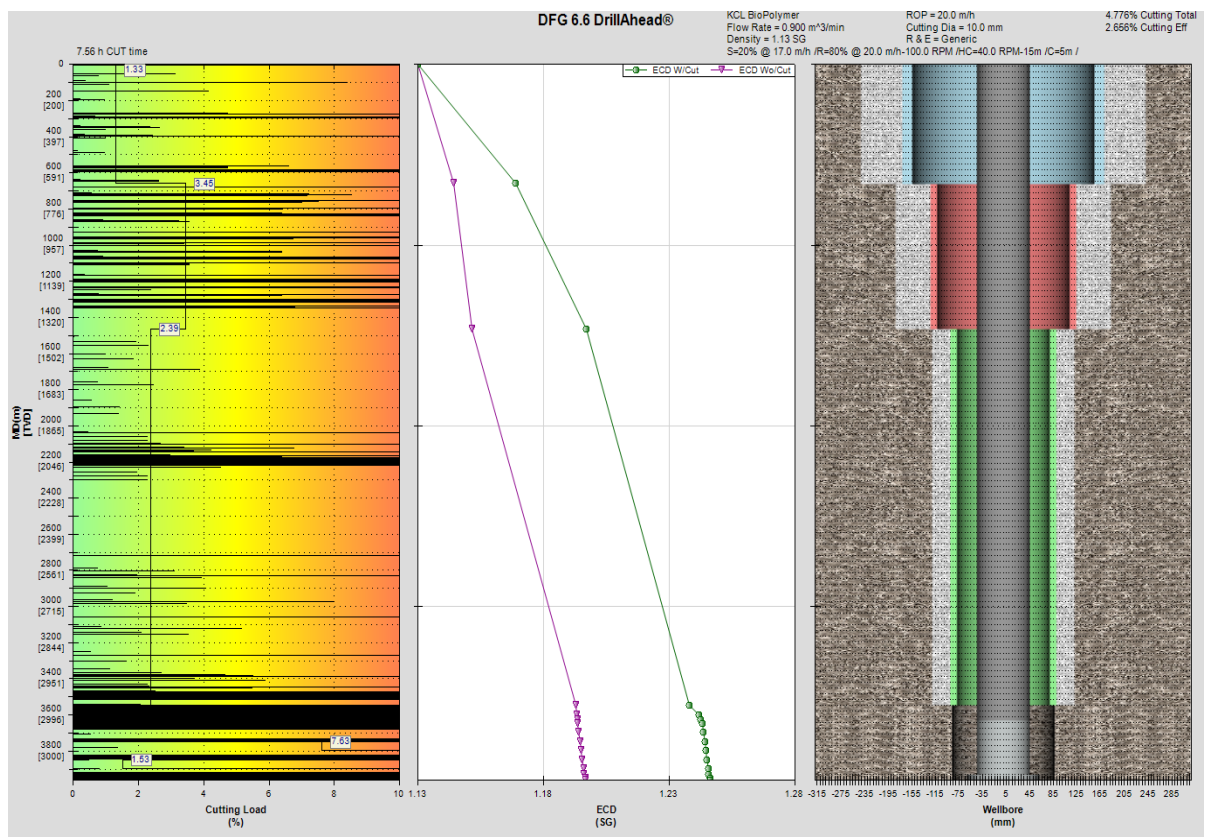 DFG 6.6 DrillAhead®
KCL BioPolymer
Flow Rate = 0.900 m^3/min
Density = 1.13 SG
ROP = 20.0 m/h
Cutting Dia = 10.0 mm
R & E = Generic
4.776% Cutting Total
2.656% Cutting Eff
S=20% @ 17.0 m/h /R=80% @ 20.0 m/h-100.0 RPM /HC=40.0 RPM-15m /C=5m /
7.56 h CUT time
MD(m)
[TVD]
0
200
[200]
400
[397]
600
[591]
800
[776]
1000
[957]
1200
[1139]
1400
[1320]
1600
[1502]
1800
[1683]
2000
[1865]
2200
[2046]
2400
[2228]
2600
[2399]
2800
[2561]
3000
[2715]
3200
[2844]
3400
[2951]
3600
[2996]
3800
[3000]
1.33
3.45
2.39
7.63
1.53
0 2 4 6 8 10
Cutting Load
(%)
ECD W/Cut ECD Wo/Cut
1.13 1.18 1.23 1.28
ECD
(SG)
-315 -275 -235 -195 -155 -115 -75 -35 5 45 85 125 165 205 245 285
Wellbore
(mm)